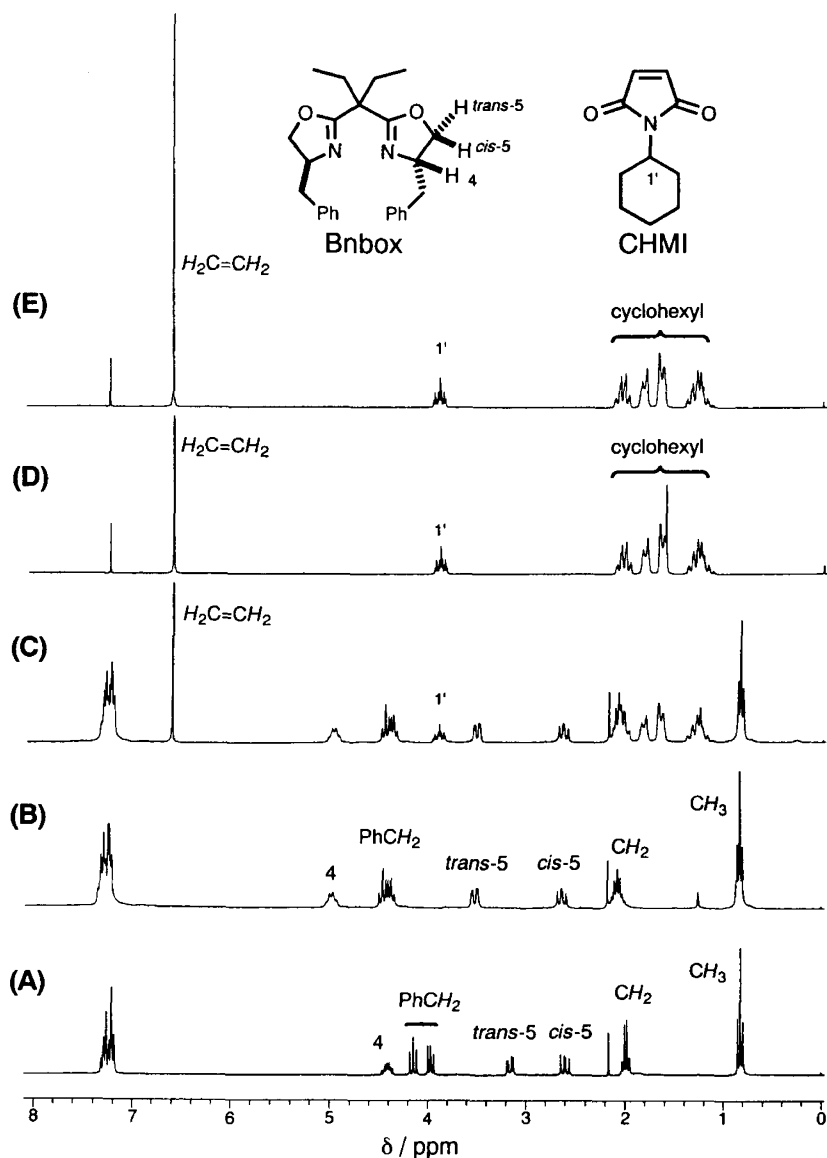 O
N
Ph
O
N
Ph
H trans-5
H cis-5
H 4
Bnbox
O
N
O
1'
CHMI
(E)
H₂C=CH₂
1'
cyclohexyl
(D)
H₂C=CH₂
1'
cyclohexyl
(C)
H₂C=CH₂
1'
(B)
4
PhCH₂
trans-5
cis-5
CH₂
CH₃
(A)
4
PhCH₂
trans-5
cis-5
CH₂
CH₃
8 7 6 5 4 3 2 1 0
δ / ppm